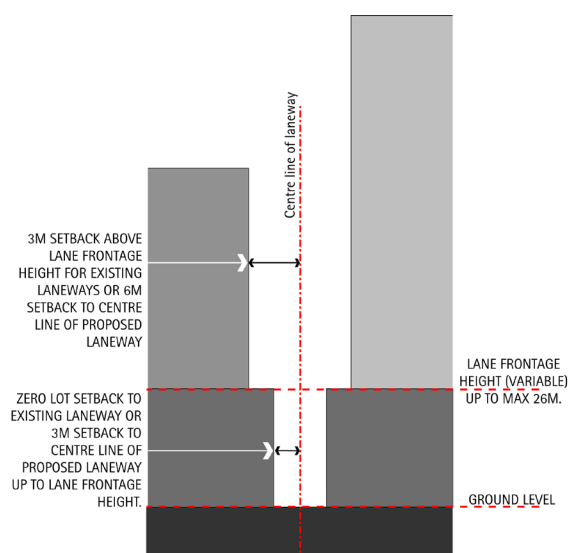 Centre line of laneway
3M SETBACK ABOVE
LANE FRONTAGE
HEIGHT FOR EXISTING
LANEWAYS OR 6M
SETBACK TO CENTRE
LINE OF PROPOSED
LANEWAY
LANE FRONTAGE
HEIGHT (VARIABLE)
UP TO MAX 26M.
ZERO LOT SETBACK TO
EXISTING LANEWAY OR
3M SETBACK TO
CENTRE LINE OF
PROPOSED LANEWAY
UP TO LANE FRONTAGE
HEIGHT.
GROUND LEVEL